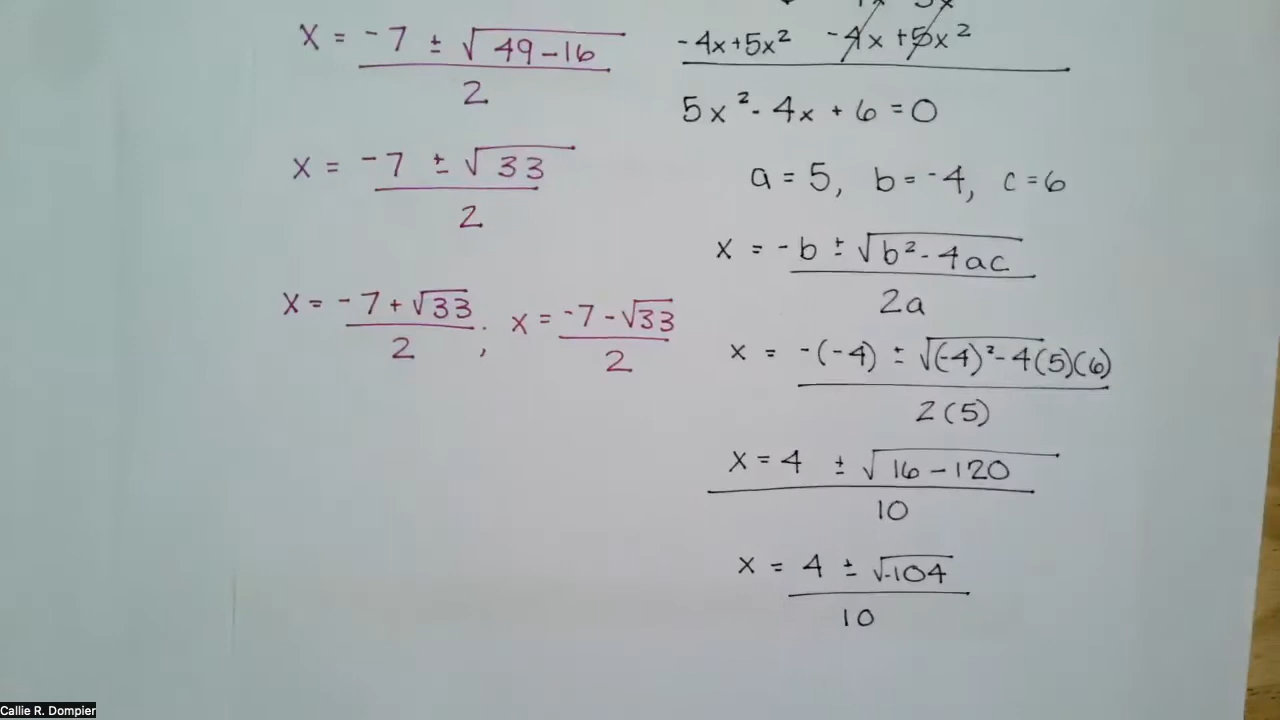 x = -7 ± √49-16
2
x = -7 ± √33
2
x = -7 + √33
2
;
x = -7 - √33
2
-4x+5x² -4x+5x²
5x² - 4x + 6 = 0
a = 5, b = -4, c = 6
x = -b ± √b² - 4ac
2a
x = -(-4) ± √(-4)² - 4(5)(6)
2(5)
x = 4 ± √16 - 120
10
x = 4 ± √-104
10
Callie R. Dompier